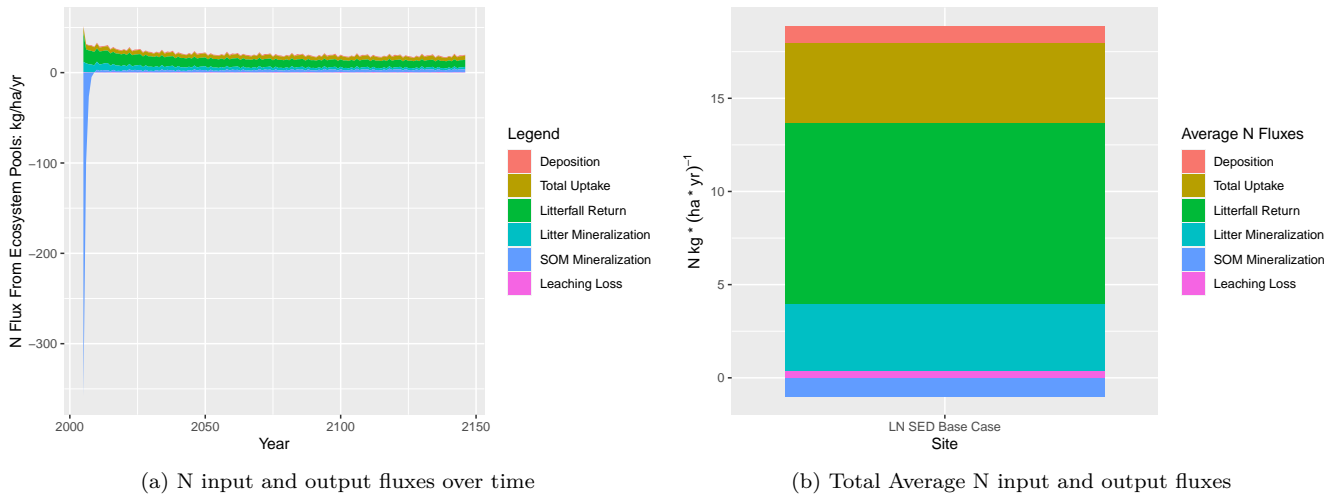 N Flux From Ecosystem Pools: kg/ha/yr
0
−100
−200
−300
2000
2050
2100
2150
Year
Legend
Deposition
Total Uptake
Litterfall Return
Litter Mineralization
SOM Mineralization
Leaching Loss
(a) N input and output fluxes over time
N kg * (ha * yr)⁻¹
15
10
5
0
LN SED Base Case
Site
Average N Fluxes
Deposition
Total Uptake
Litterfall Return
Litter Mineralization
SOM Mineralization
Leaching Loss
(b) Total Average N input and output fluxes